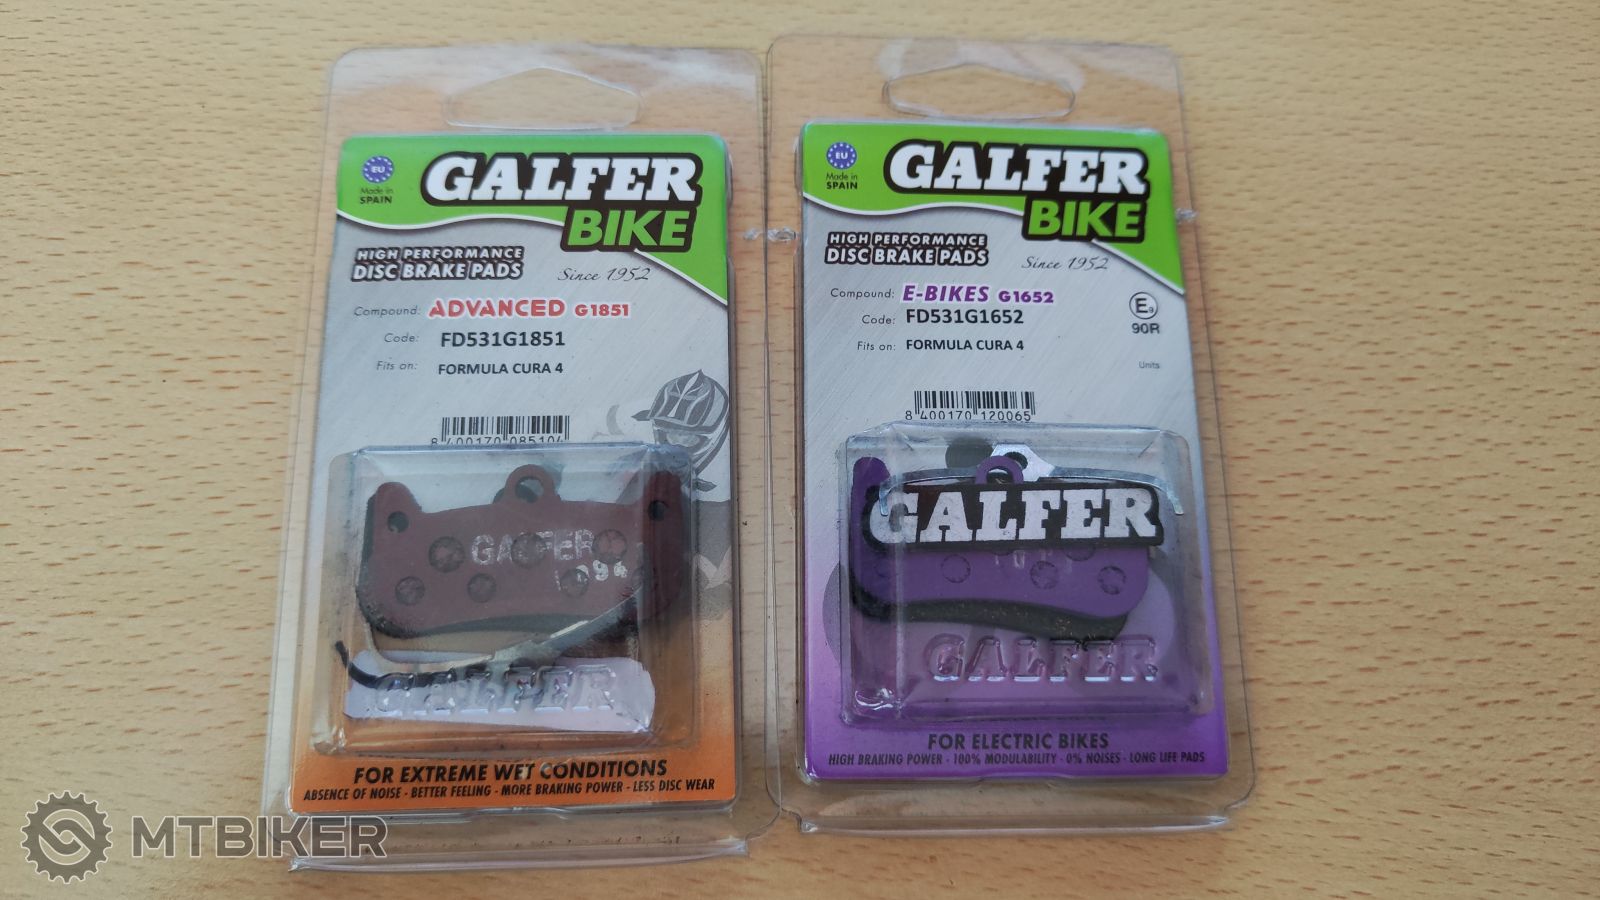 EU
Made in
SPAIN
GALFER
BIKE
HIGH PERFORMANCE
DISC BRAKE PADS
Since 1952
Compound: ADVANCED G1851
Code: FD531G1851
Fits on: FORMULA CURA 4
8 400170 085104
GALFER
GALFER
FOR EXTREME WET CONDITIONS
ABSENCE OF NOISE - BETTER FEELING - MORE BRAKING POWER - LESS DISC WEAR
EU
Made in
SPAIN
GALFER
BIKE
HIGH PERFORMANCE
DISC BRAKE PADS
Since 1952
Compound: E-BIKES G1652
E9
90R
Code: FD531G1652
Fits on: FORMULA CURA 4
Units
8 400170 120065
GALFER
GALFER
FOR ELECTRIC BIKES
HIGH BRAKING POWER - 100% MODULABILITY - 0% NOISES - LONG LIFE PADS
MTBIKER